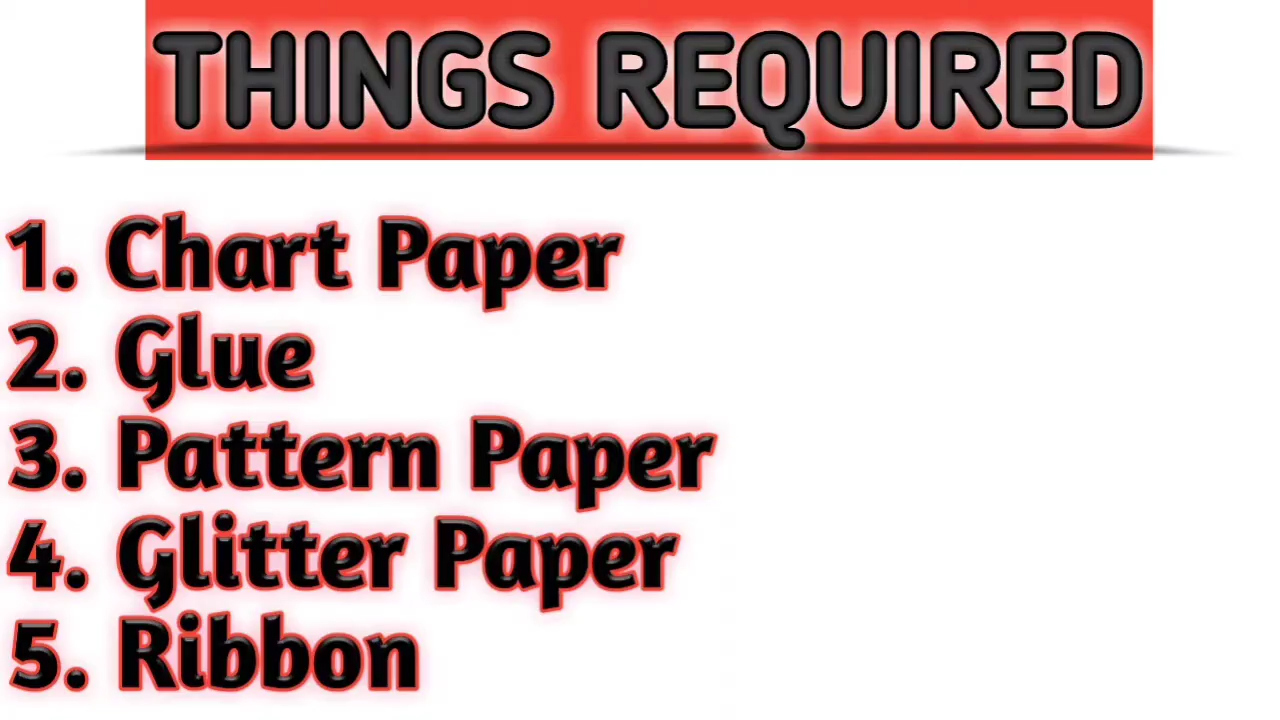 THINGS REQUIRED
1. Chart Paper
2. Glue
3. Pattern Paper
4. Glitter Paper
5. Ribbon